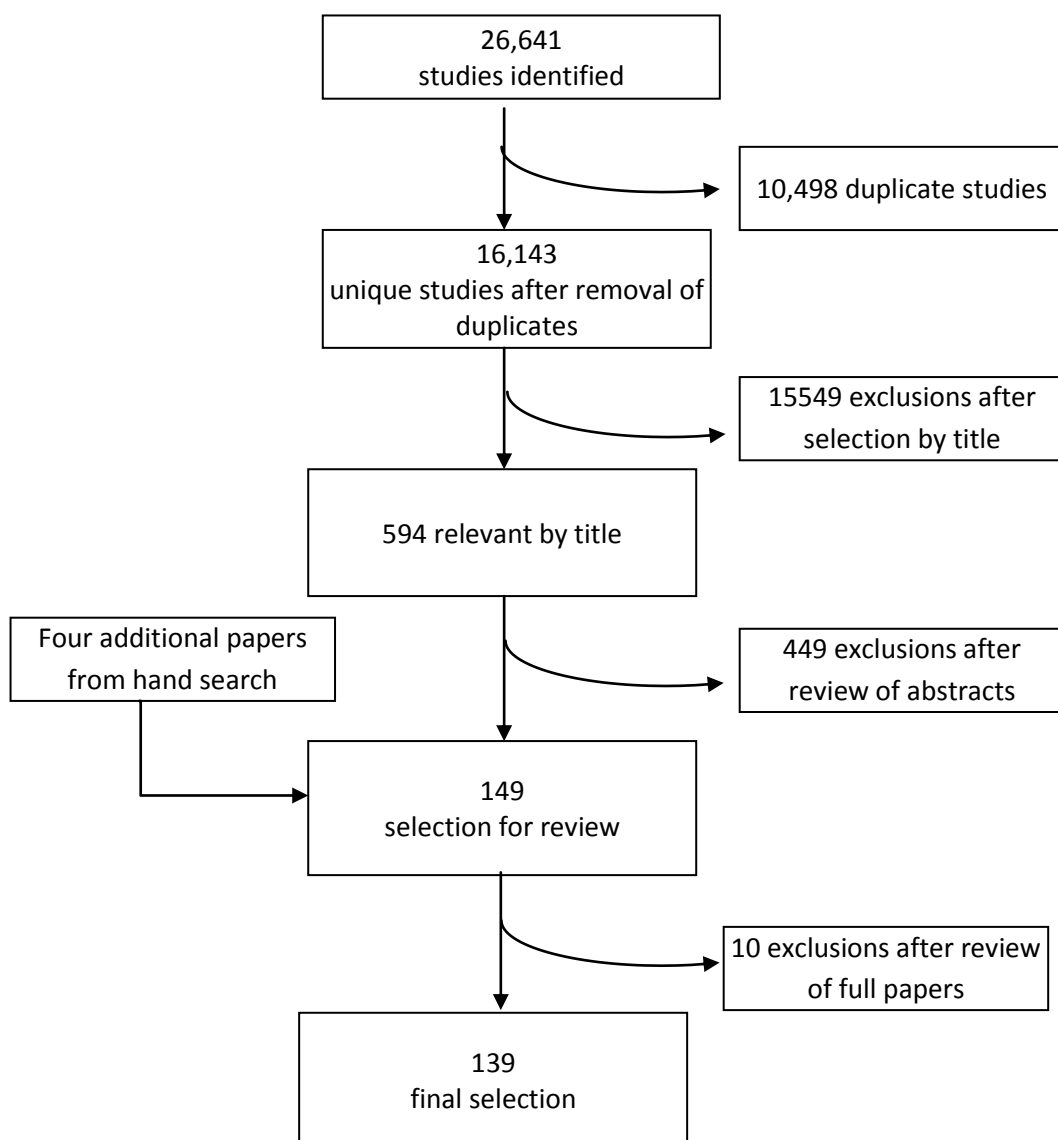 26,641
studies identified
10,498 duplicate studies
16,143
unique studies after removal of
duplicates
15549 exclusions after
selection by title
594 relevant by title
Four additional papers
from hand search
449 exclusions after
review of abstracts
149
selection for review
10 exclusions after review
of full papers
139
final selection